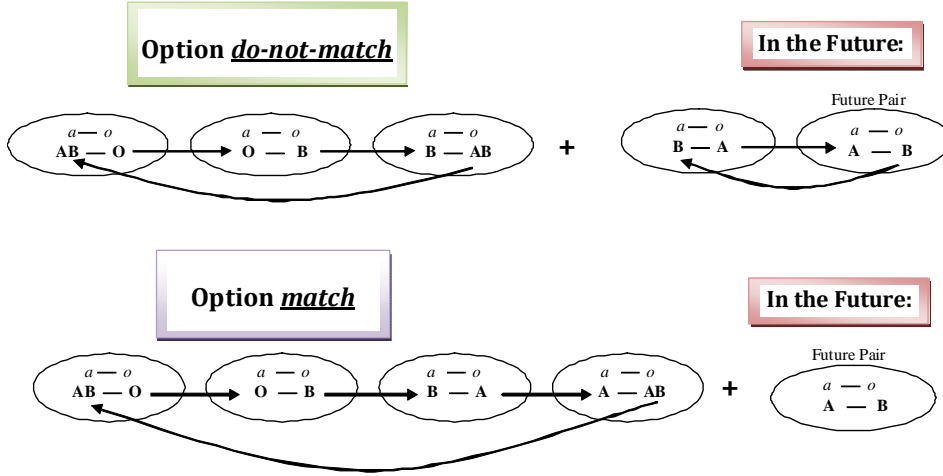 Option do-not-match
In the Future:
Future Pair
a — o
a — o
a — o
a — o
a — o
AB — O
O — B
B — AB
+
B — A
A — B
Option match
In the Future:
Future Pair
a — o
a — o
a — o
a — o
a — o
AB — O
O — B
B — A
A — AB
+
A — B